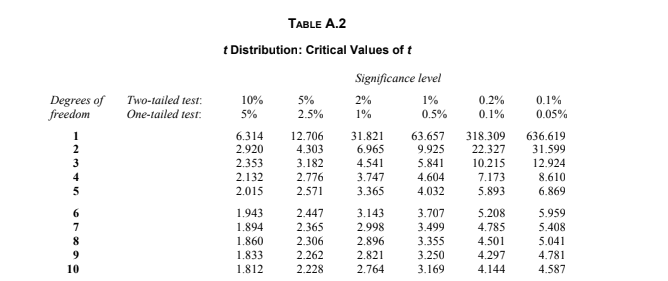 TABLE A.2
t Distribution: Critical Values of t
Significance level
Degrees of Two-tailed test: 10% 5% 2% 1% 0.2% 0.1%
freedom One-tailed test: 5% 2.5% 1% 0.5% 0.1% 0.05%
1 6.314 12.706 31.821 63.657 318.309 636.619
2 2.920 4.303 6.965 9.925 22.327 31.599
3 2.353 3.182 4.541 5.841 10.215 12.924
4 2.132 2.776 3.747 4.604 7.173 8.610
5 2.015 2.571 3.365 4.032 5.893 6.869
6 1.943 2.447 3.143 3.707 5.208 5.959
7 1.894 2.365 2.998 3.499 4.785 5.408
8 1.860 2.306 2.896 3.355 4.501 5.041
9 1.833 2.262 2.821 3.250 4.297 4.781
10 1.812 2.228 2.764 3.169 4.144 4.587